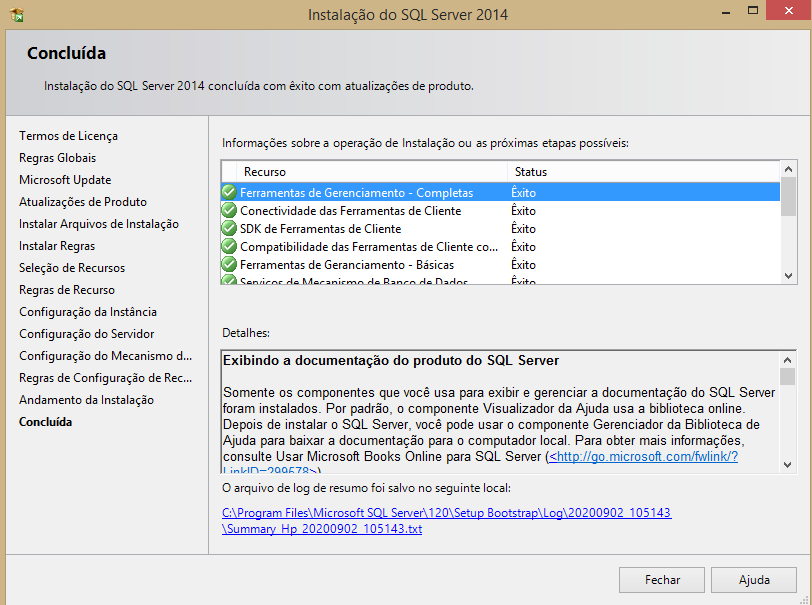 Instalação do SQL Server 2014
Concluída
Instalação do SQL Server 2014 concluída com êxito com atualizações de produto.
Termos de Licença
Regras Globais
Microsoft Update
Atualizações de Produto
Instalar Arquivos de Instalação
Instalar Regras
Seleção de Recursos
Regras de Recurso
Configuração da Instância
Configuração do Servidor
Configuração do Mecanismo d...
Regras de Configuração de Rec...
Andamento da Instalação
Concluída
Informações sobre a operação de Instalação ou as próximas etapas possíveis:
Recurso Status
Ferramentas de Gerenciamento - Completas Êxito
Conectividade das Ferramentas de Cliente Êxito
SDK de Ferramentas de Cliente Êxito
Compatibilidade das Ferramentas de Cliente co... Êxito
Ferramentas de Geranciamento - Básicas Êxito
Serviços de Mecanismo de Banco de Dados Êxito
Detalhes:
Exibindo a documentação do produto do SQL Server
Somente os componentes que você usa para exibir e gerenciar a documentação do SQL Server
foram instalados. Por padrão, o componente Visualizador da Ajuda usa a biblioteca online.
Depois de instalar o SQL Server, você pode usar o componente Gerenciador da Biblioteca de
Ajuda para baixar a documentação para o computador local. Para obter mais informações,
consulte Usar Microsoft Books Online para SQL Server (<http://go.microsoft.com/fwlink/?
LinkID=299578>)
O arquivo de log de resumo foi salvo no seguinte local:
C:\Program Files\Microsoft SQL Server\120\Setup Bootstrap\Log\20200902_105143
\Summary_Hp_20200902_105143.txt
Fechar
Ajuda